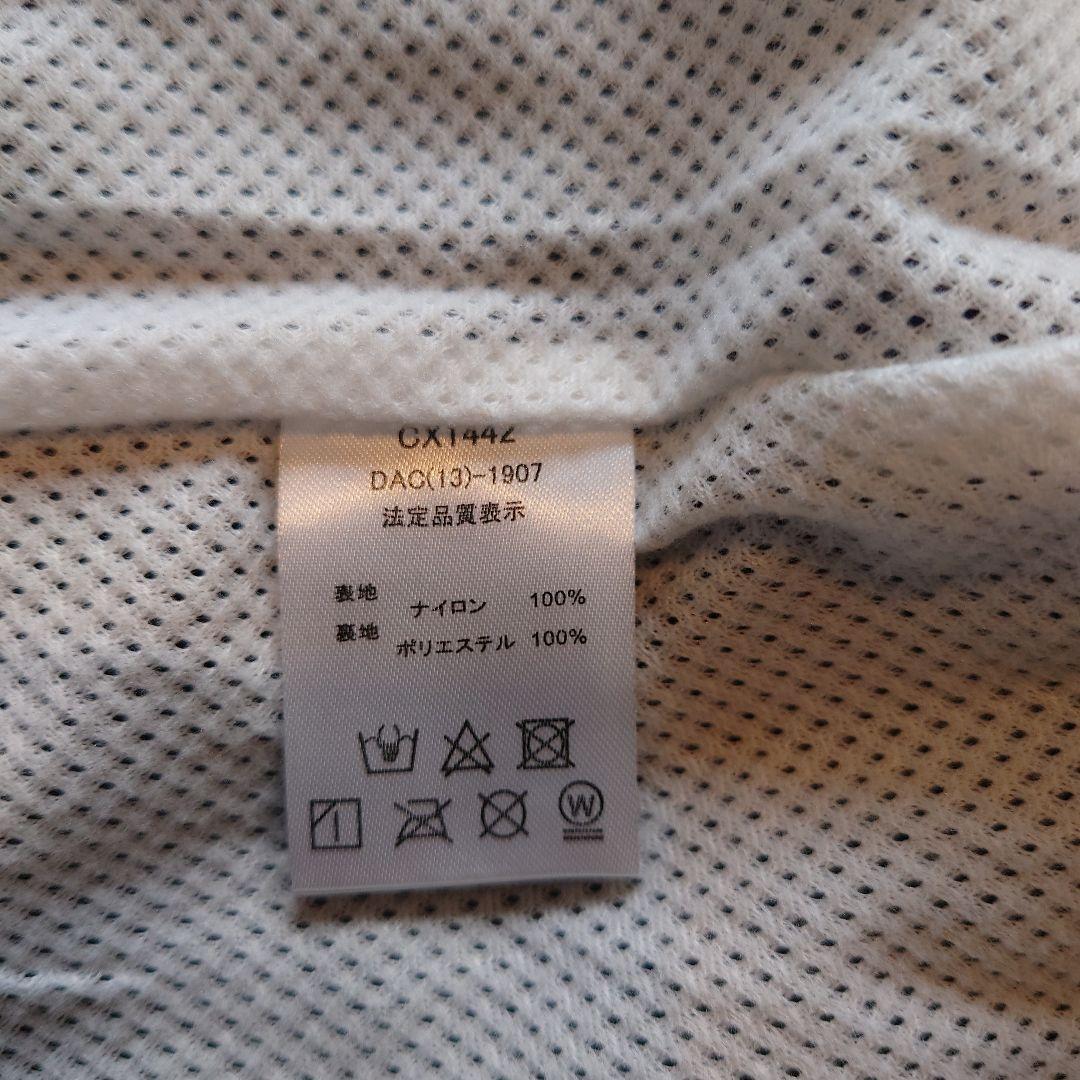 CX1442
DAC(13)-1907
法定品質表示
表地 ナイロン 100%
裏地 ポリエステル 100%
W